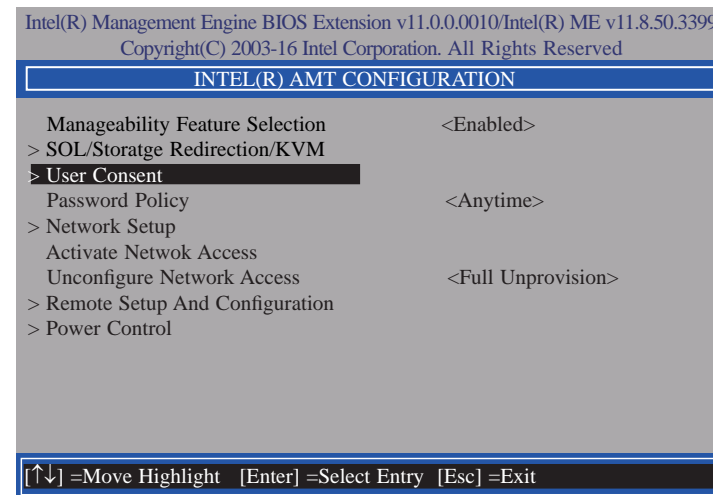 Intel(R) Management Engine BIOS Extension v11.0.0.0010/Intel(R) ME v11.8.50.3399
Copyright(C) 2003-16 Intel Corporation. All Rights Reserved
INTEL(R) AMT CONFIGURATION
Manageability Feature Selection <Enabled>
> SOL/Storatge Redirection/KVM
> User Consent
Password Policy <Anytime>
> Network Setup
Activate Netwok Access
Unconfigure Network Access <Full Unprovision>
> Remote Setup And Configuration
> Power Control
[↑↓] =Move Highlight [Enter] =Select Entry [Esc] =Exit